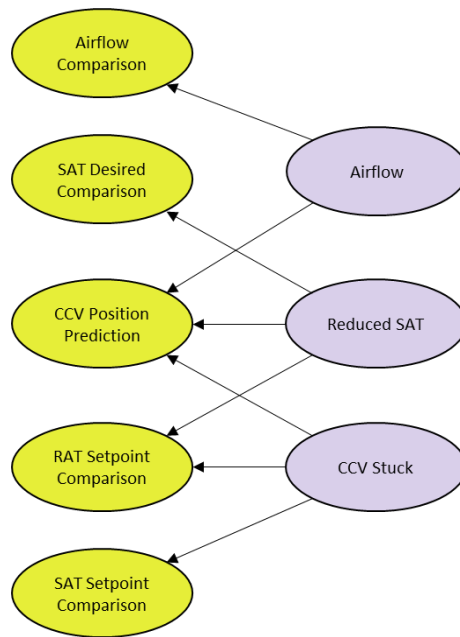 Airflow
Comparison
SAT Desired
Comparison
Airflow
CCV Position
Prediction
Reduced SAT
RAT Setpoint
Comparison
CCV Stuck
SAT Setpoint
Comparison